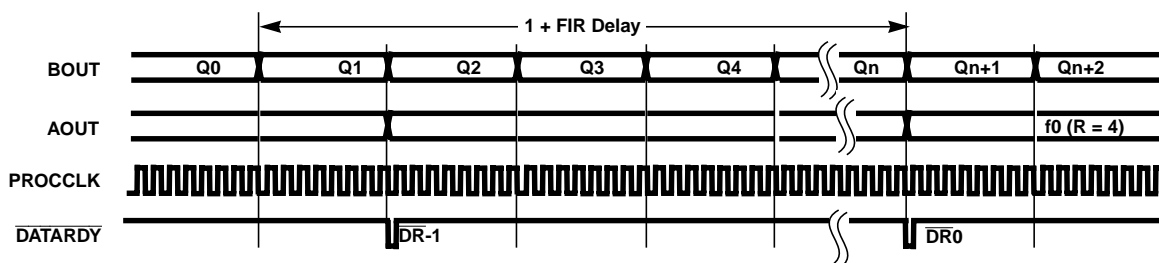 1 + FIR Delay
BOUT Q0 Q1 Q2 Q3 Q4 Qn Qn+1 Qn+2
AOUT f0 (R = 4)
PROCCLK
DATARDY DR-1 DR0